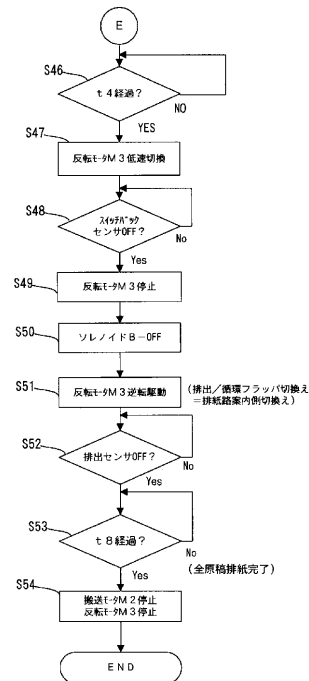 E
S46
t4経過?
NO
YES
S47
反転ﾓｰﾀM3低速切換
S48
ｽｲｯﾁﾊﾞｯｸ
センサOFF?
No
Yes
S49
反転ﾓｰﾀM3停止
S50
ソレノイドB-OFF
S51
反転ﾓｰﾀM3逆転駆動
(排出/循環フラッパ切換え
=排紙路案内側切換え)
S52
排出センサOFF?
No
Yes
S53
t8経過?
No
Yes
(全原稿排紙完了)
S54
搬送ﾓｰﾀM2停止
反転ﾓｰﾀM3停止
END